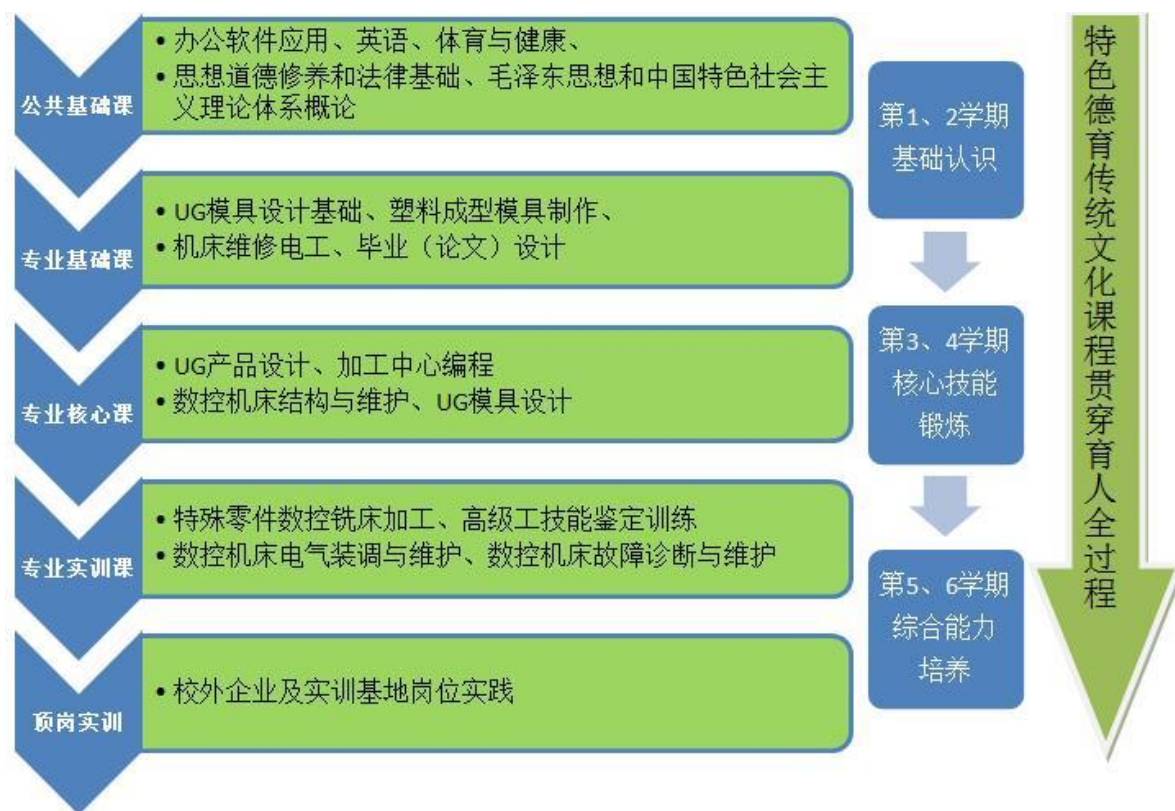 公共基础课
• 办公软件应用、英语、体育与健康、
• 思想道德修养和法律基础、毛泽东思想和中国特色社会主
义理论体系概论
专业基础课
• UG模具设计基础、塑料成型模具制作、
• 机床维修电工、毕业（论文）设计
专业核心课
• UG产品设计、加工中心编程
• 数控机床结构与维护、UG模具设计
专业实训课
• 特殊零件数控铣床加工、高级工技能鉴定训练
• 数控机床电气装调与维护、数控机床故障诊断与维护
顶岗实训
• 校外企业及实训基地岗位实践
第1、2学期
基础认识
第3、4学期
核心技能
锻炼
第5、6学期
综合能力
培养
特色德育传统文化课程贯穿育人全过程